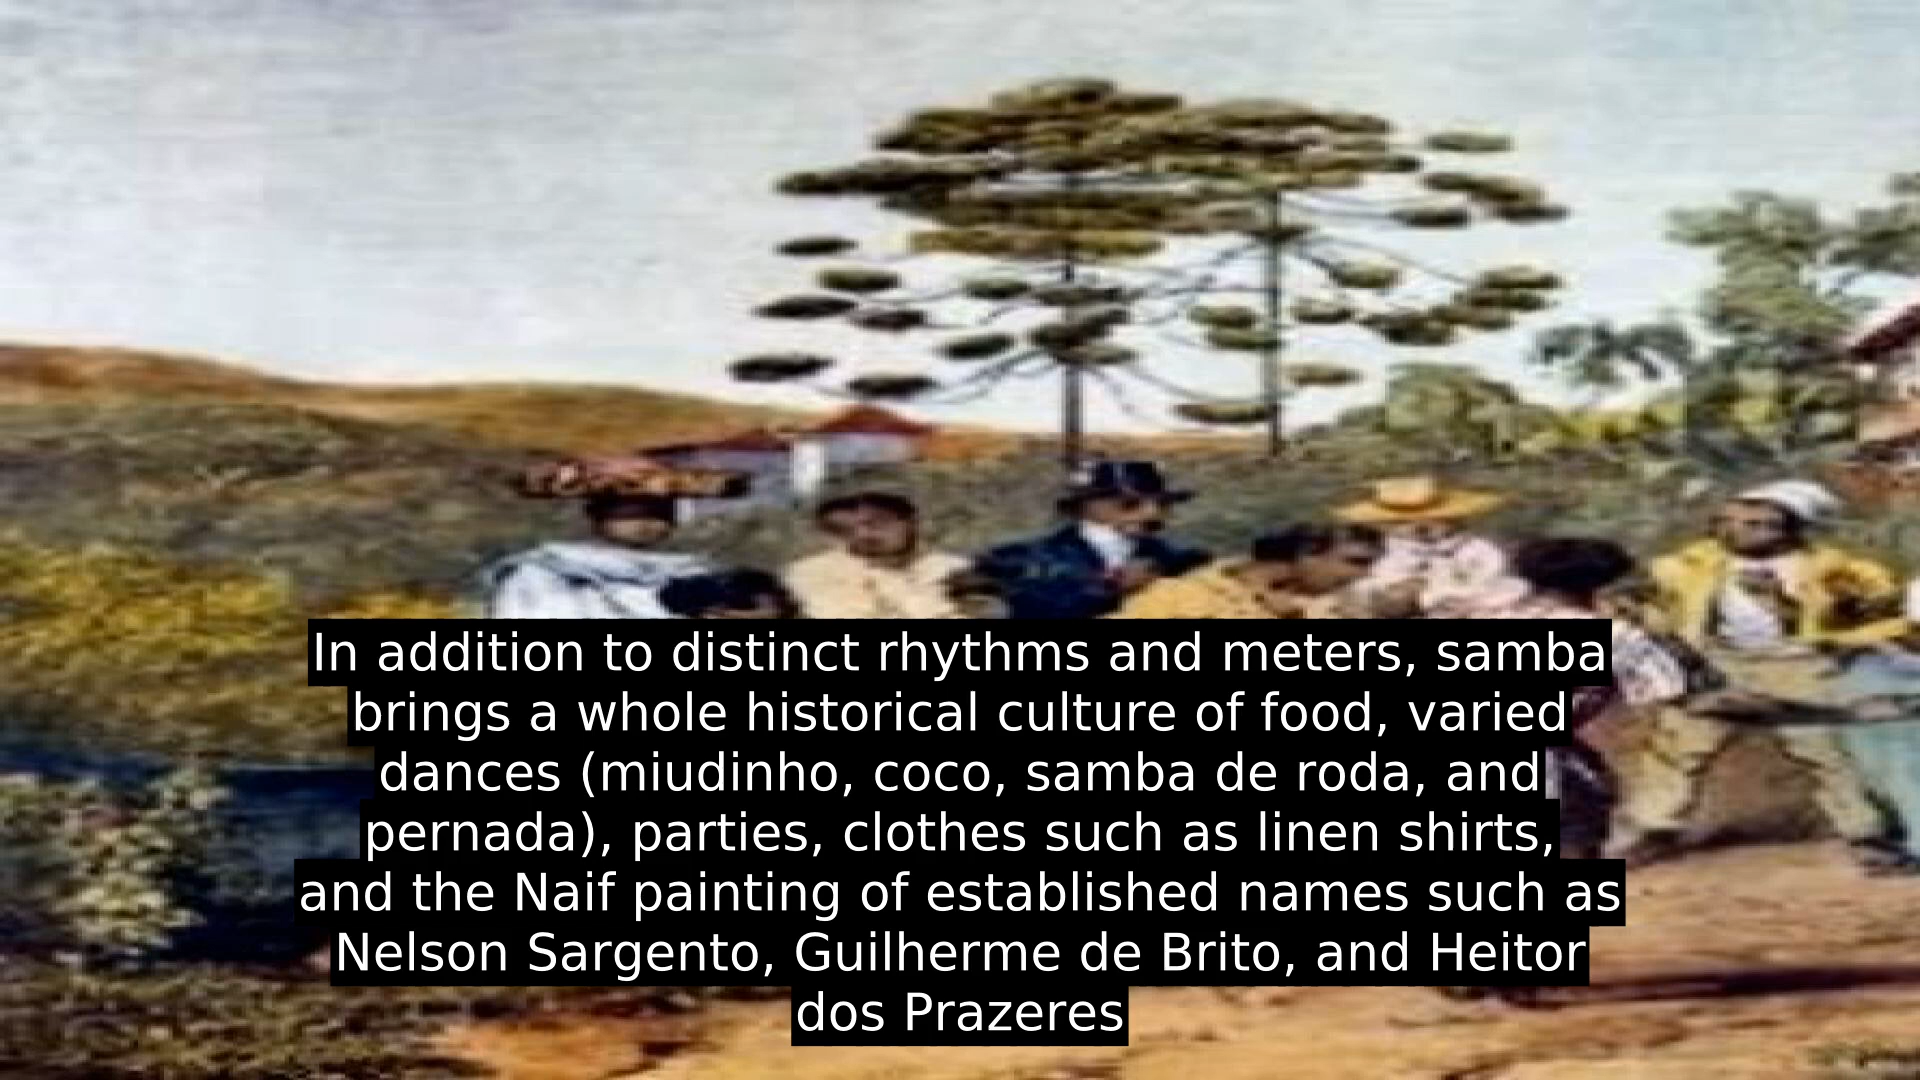 In addition to distinct rhythms and meters, samba
brings a whole historical culture of food, varied
dances (miudinho, coco, samba de roda, and
pernada), parties, clothes such as linen shirts,
and the Naif painting of established names such as
Nelson Sargento, Guilherme de Brito, and Heitor
dos Prazeres